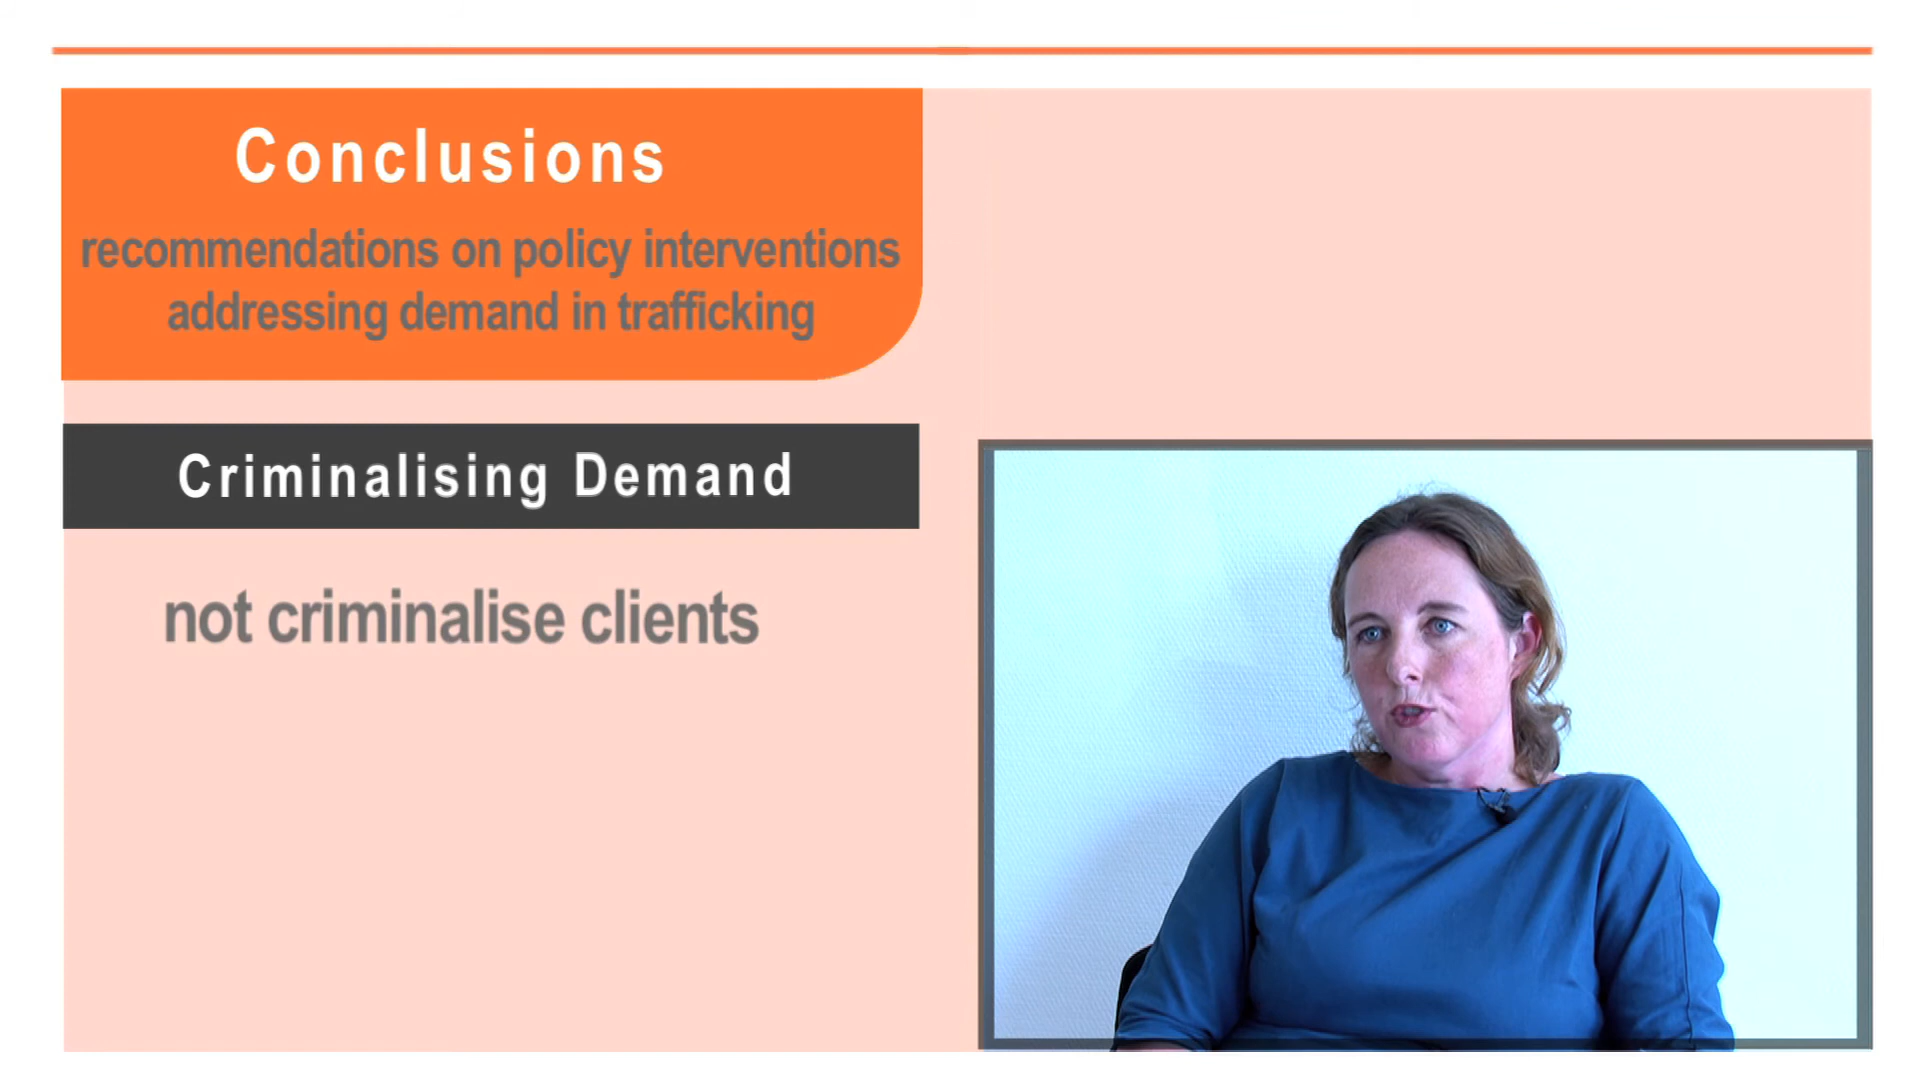 Conclusions
recommendations on policy interventions
addressing demand in trafficking
Criminalising Demand
not criminalise clients